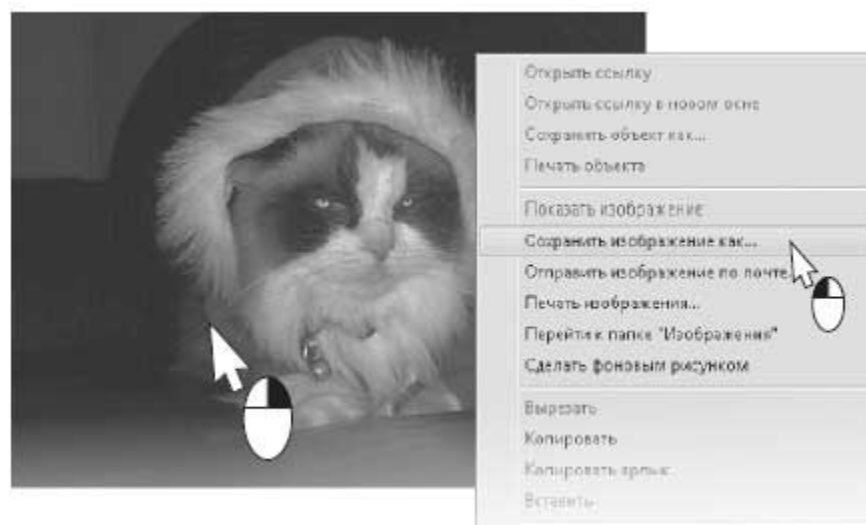 Открыть ссылку
Открыть ссылку в новом окне
Сохранить объект как...
Печать объекта
Показать изображение
Сохранить изображение как...
Отправить изображение по почте
Печать изображения...
Перейти к папке "Изображения"
Сделать фоновым рисунком
Вырезать
Копировать
Копировать ярлык
Вставить